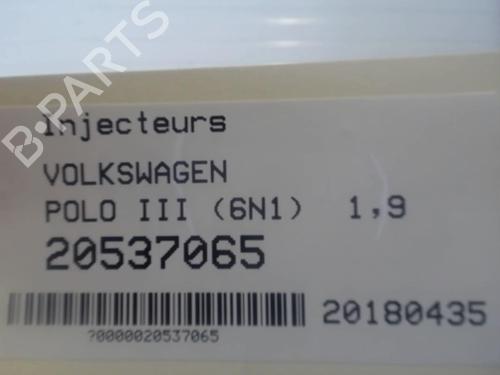 B-PARTS
Injecteurs
VOLKSWAGEN
POLO III (6N1) 1,9
20537065
20180435
?0000020537065